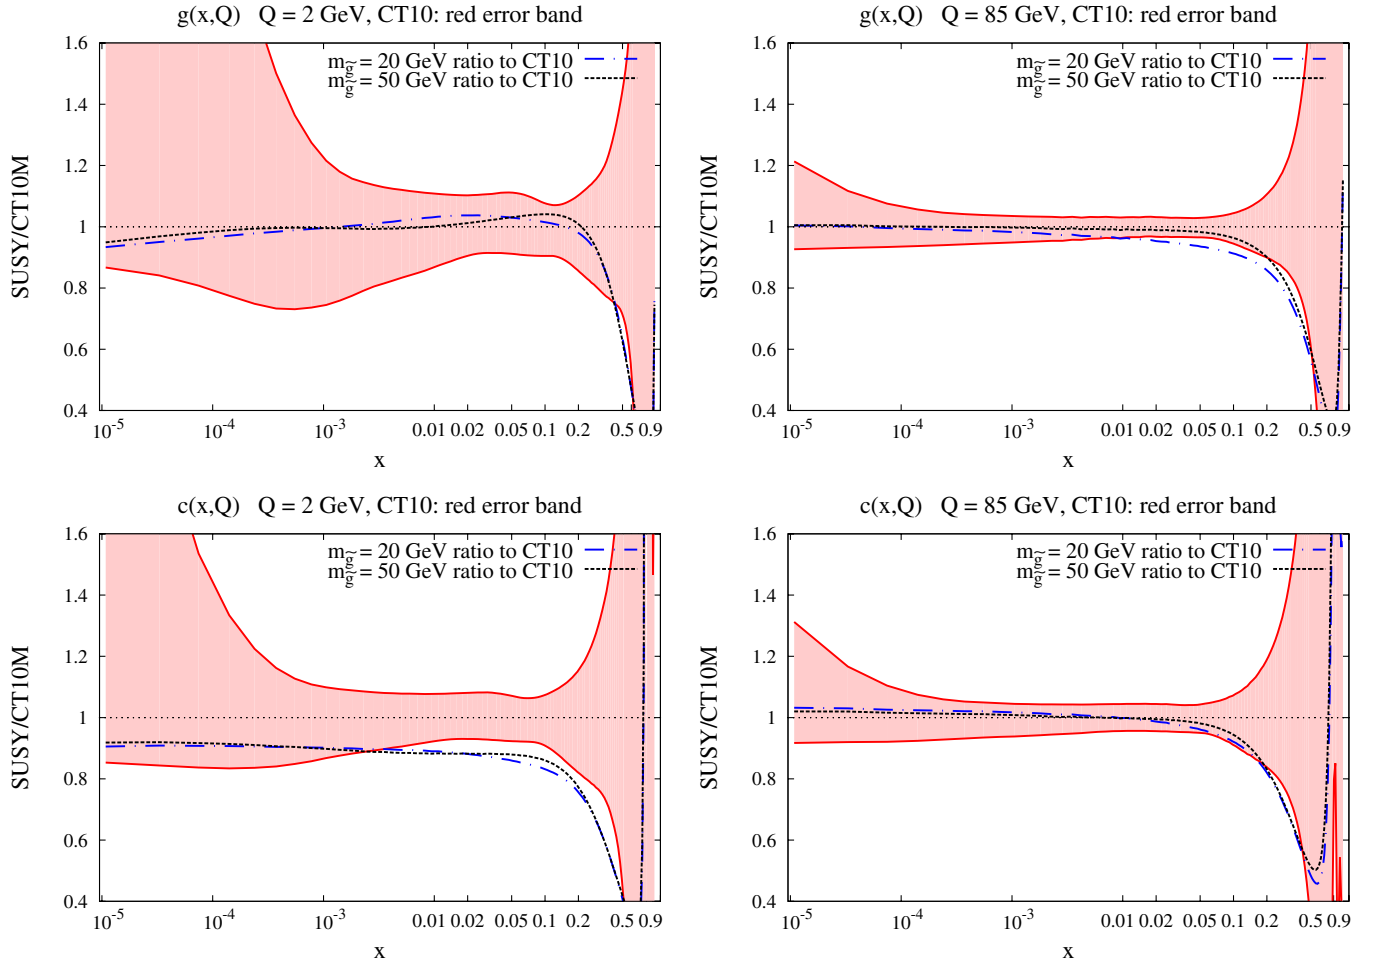 g(x,Q) Q = 2 GeV, CT10: red error band
1.6
1.4
1.2
1
0.8
0.6
0.4
SUSY/CT10M
m_g̃ = 20 GeV ratio to CT10
m_g̃ = 50 GeV ratio to CT10
10^-5 10^-4 10^-3 0.01 0.02 0.05 0.1 0.2 0.5 0.9
x
g(x,Q) Q = 85 GeV, CT10: red error band
1.6
1.4
1.2
1
0.8
0.6
0.4
SUSY/CT10M
m_g̃ = 20 GeV ratio to CT10
m_g̃ = 50 GeV ratio to CT10
10^-5 10^-4 10^-3 0.01 0.02 0.05 0.1 0.2 0.5 0.9
x
c(x,Q) Q = 2 GeV, CT10: red error band
1.6
1.4
1.2
1
0.8
0.6
0.4
SUSY/CT10M
m_g̃ = 20 GeV ratio to CT10
m_g̃ = 50 GeV ratio to CT10
10^-5 10^-4 10^-3 0.01 0.02 0.05 0.1 0.2 0.5 0.9
x
c(x,Q) Q = 85 GeV, CT10: red error band
1.6
1.4
1.2
1
0.8
0.6
0.4
SUSY/CT10M
m_g̃ = 20 GeV ratio to CT10
m_g̃ = 50 GeV ratio to CT10
10^-5 10^-4 10^-3 0.01 0.02 0.05 0.1 0.2 0.5 0.9
x